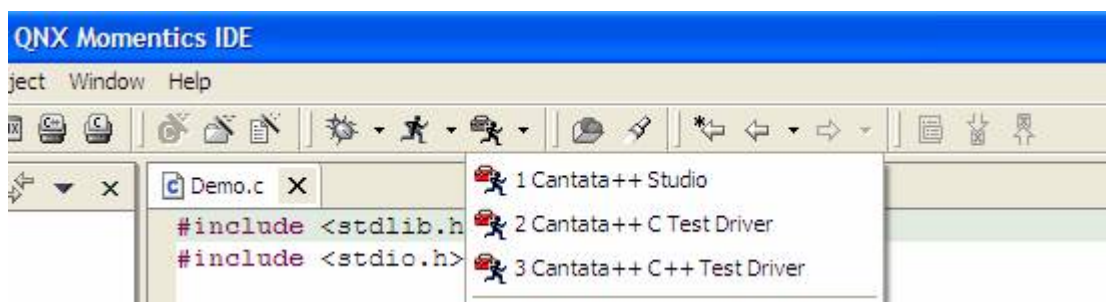 QNX Momentics IDE
ject Window Help
Demo.c
1 Cantata++ Studio
#include <stdlib.h
2 Cantata++ C Test Driver
#include <stdio.h>
3 Cantata++ C++ Test Driver